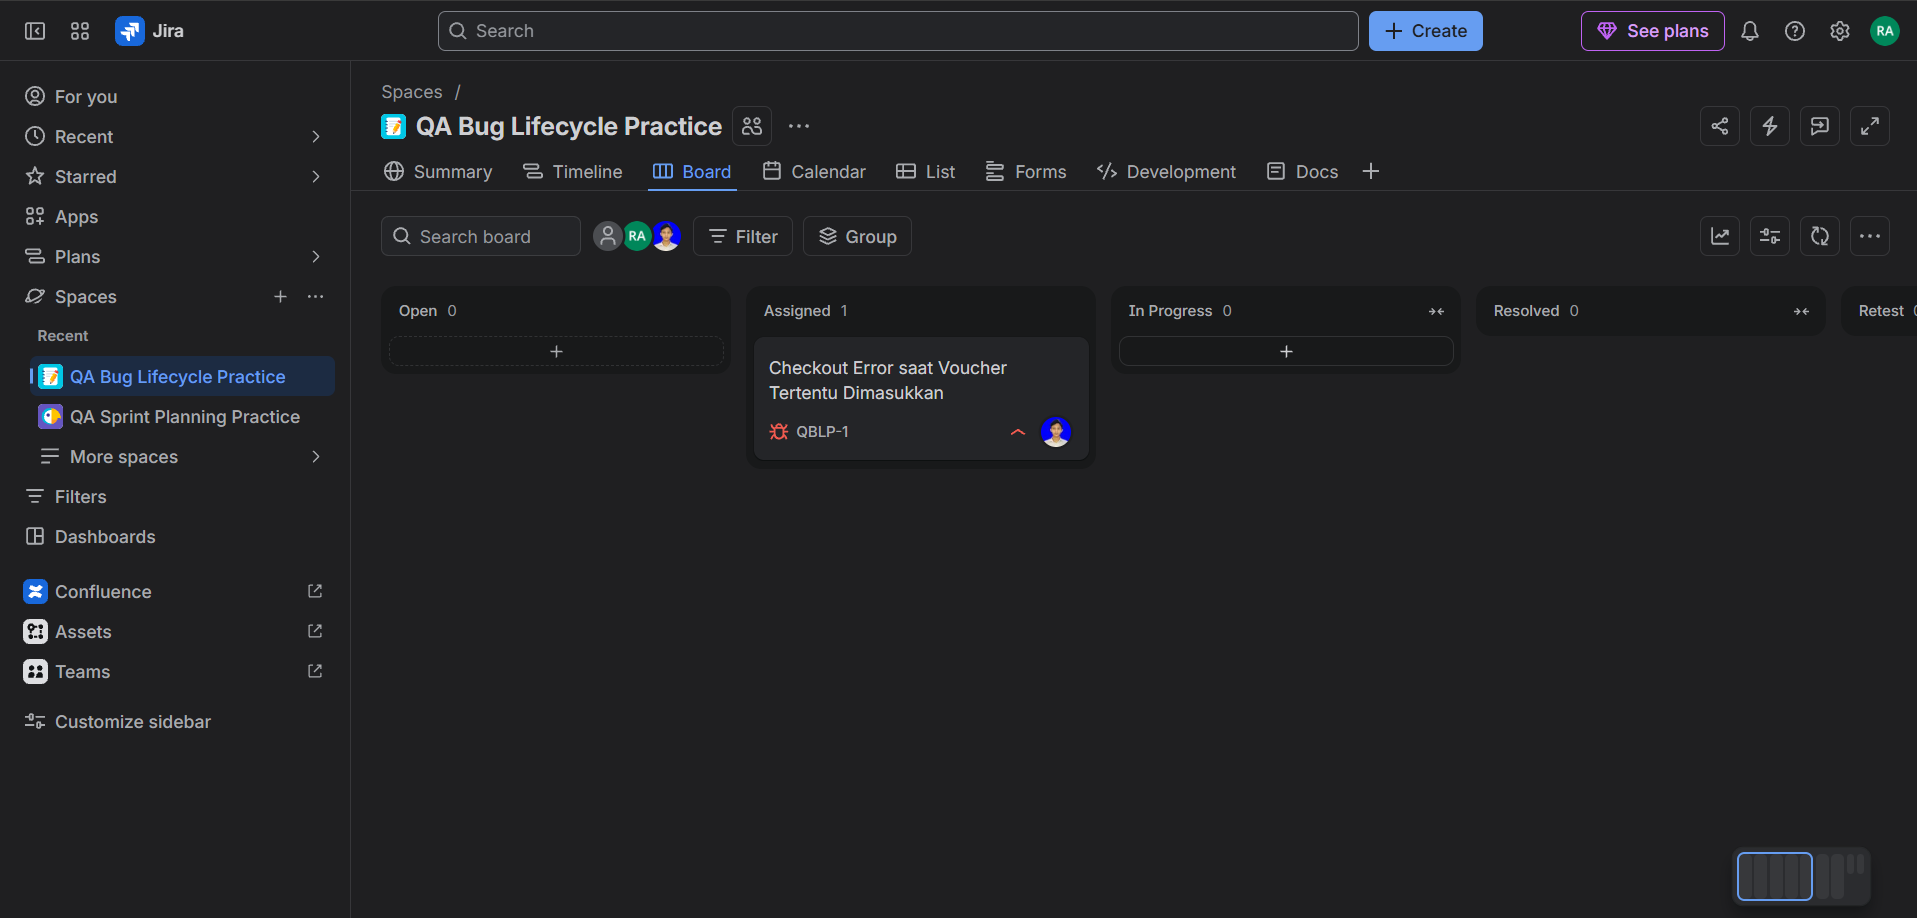 Jira
Search
Create
See plans
RA
For you
Recent
Starred
Apps
Plans
Spaces
Recent
QA Bug Lifecycle Practice
QA Sprint Planning Practice
More spaces
Filters
Dashboards
Confluence
Assets
Teams
Customize sidebar
Spaces /
QA Bug Lifecycle Practice
Summary
Timeline
Board
Calendar
List
Forms
Development
Docs
Search board
RA
Filter
Group
Open 0
Assigned 1
Checkout Error saat Voucher
Tertentu Dimasukkan
QBLP-1
In Progress 0
Resolved 0
Retest